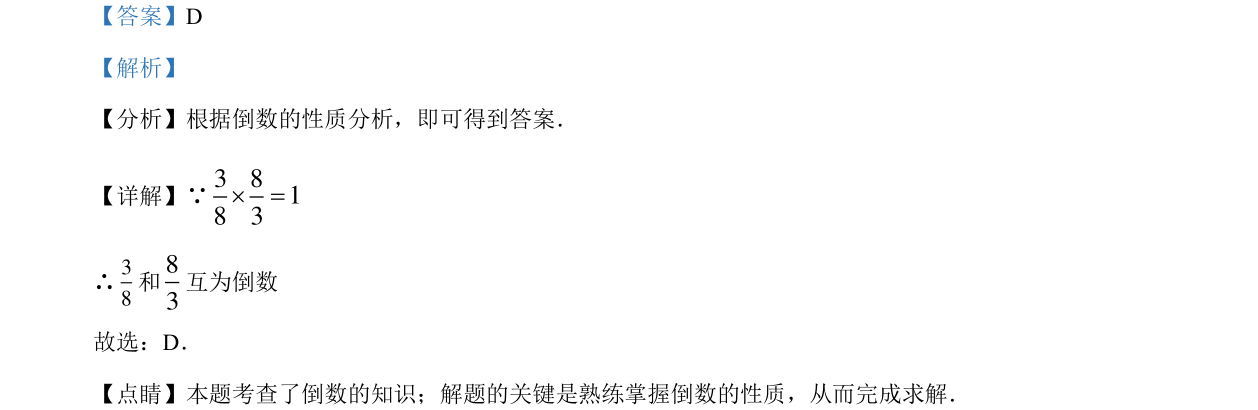 【答案】D
【解析】
【分析】根据倒数的性质分析，即可得到答案．
【详解】∵ 3/8 × 8/3 = 1
∴ 3/8 和 8/3 互为倒数
故选：D．
【点睛】本题考查了倒数的知识；解题的关键是熟练掌握倒数的性质，从而完成求解．